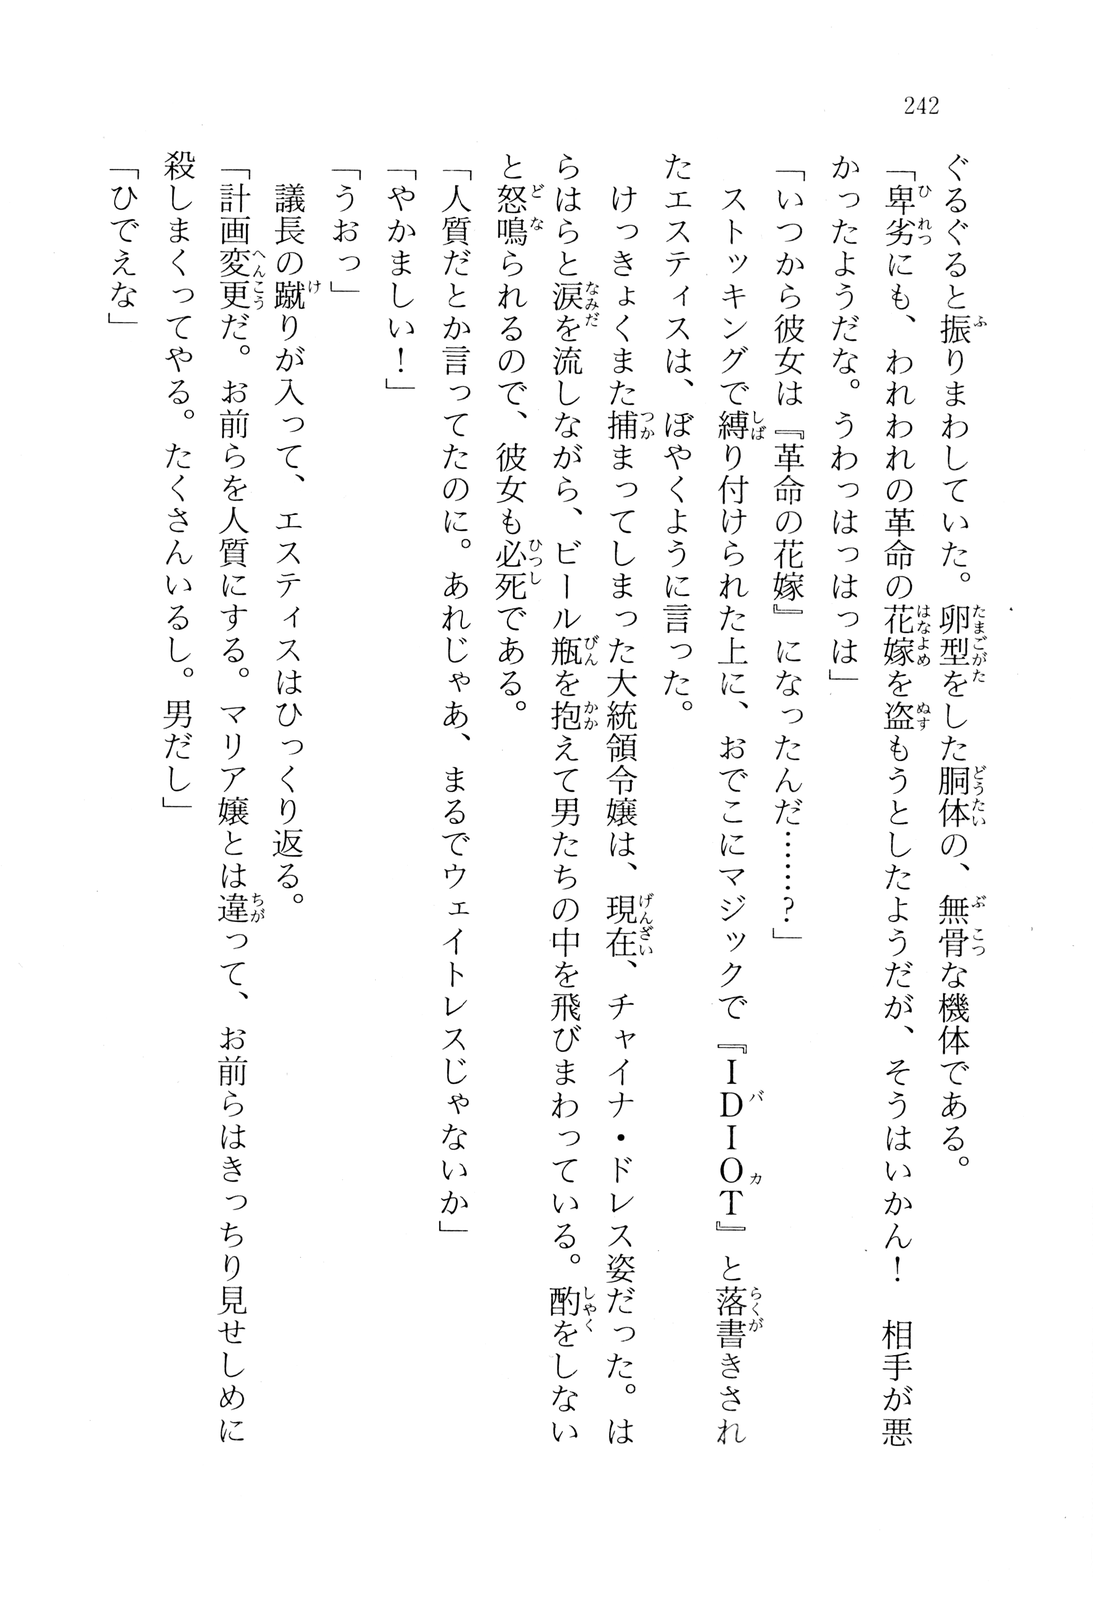 242
ぐるぐると振りまわしていた。卵型をした胴体の、無骨な機体である。
「卑劣にも、われわれの革命の花嫁を盗もうとしたようだが、そうはいかん！　相手が悪
かったようだな。うわっはっはっは」
「いつから彼女は『革命の花嫁』になったんだ……？」
　ストッキングで縛り付けられた上に、おでこにマジックで『ＩＤＩＯＴ』と落書きされ
たエスティスは、ぼやくように言った。
　けっきょくまた捕まってしまった大統領令嬢は、現在、チャイナ・ドレス姿だった。は
らはらと涙を流しながら、ビール瓶を抱えて男たちの中を飛びまわっている。酌をしない
と怒鳴られるので、彼女も必死である。
「人質だとか言ってたのに。あれじゃあ、まるでウェイトレスじゃないか」
「やかましい！」
「うおっ」
　議長の蹴りが入って、エスティスはひっくり返る。
「計画変更だ。お前らを人質にする。マリア嬢とは違って、お前らはきっちり見せしめに
殺しまくってやる。たくさんいるし。男だし」
「ひでえな」